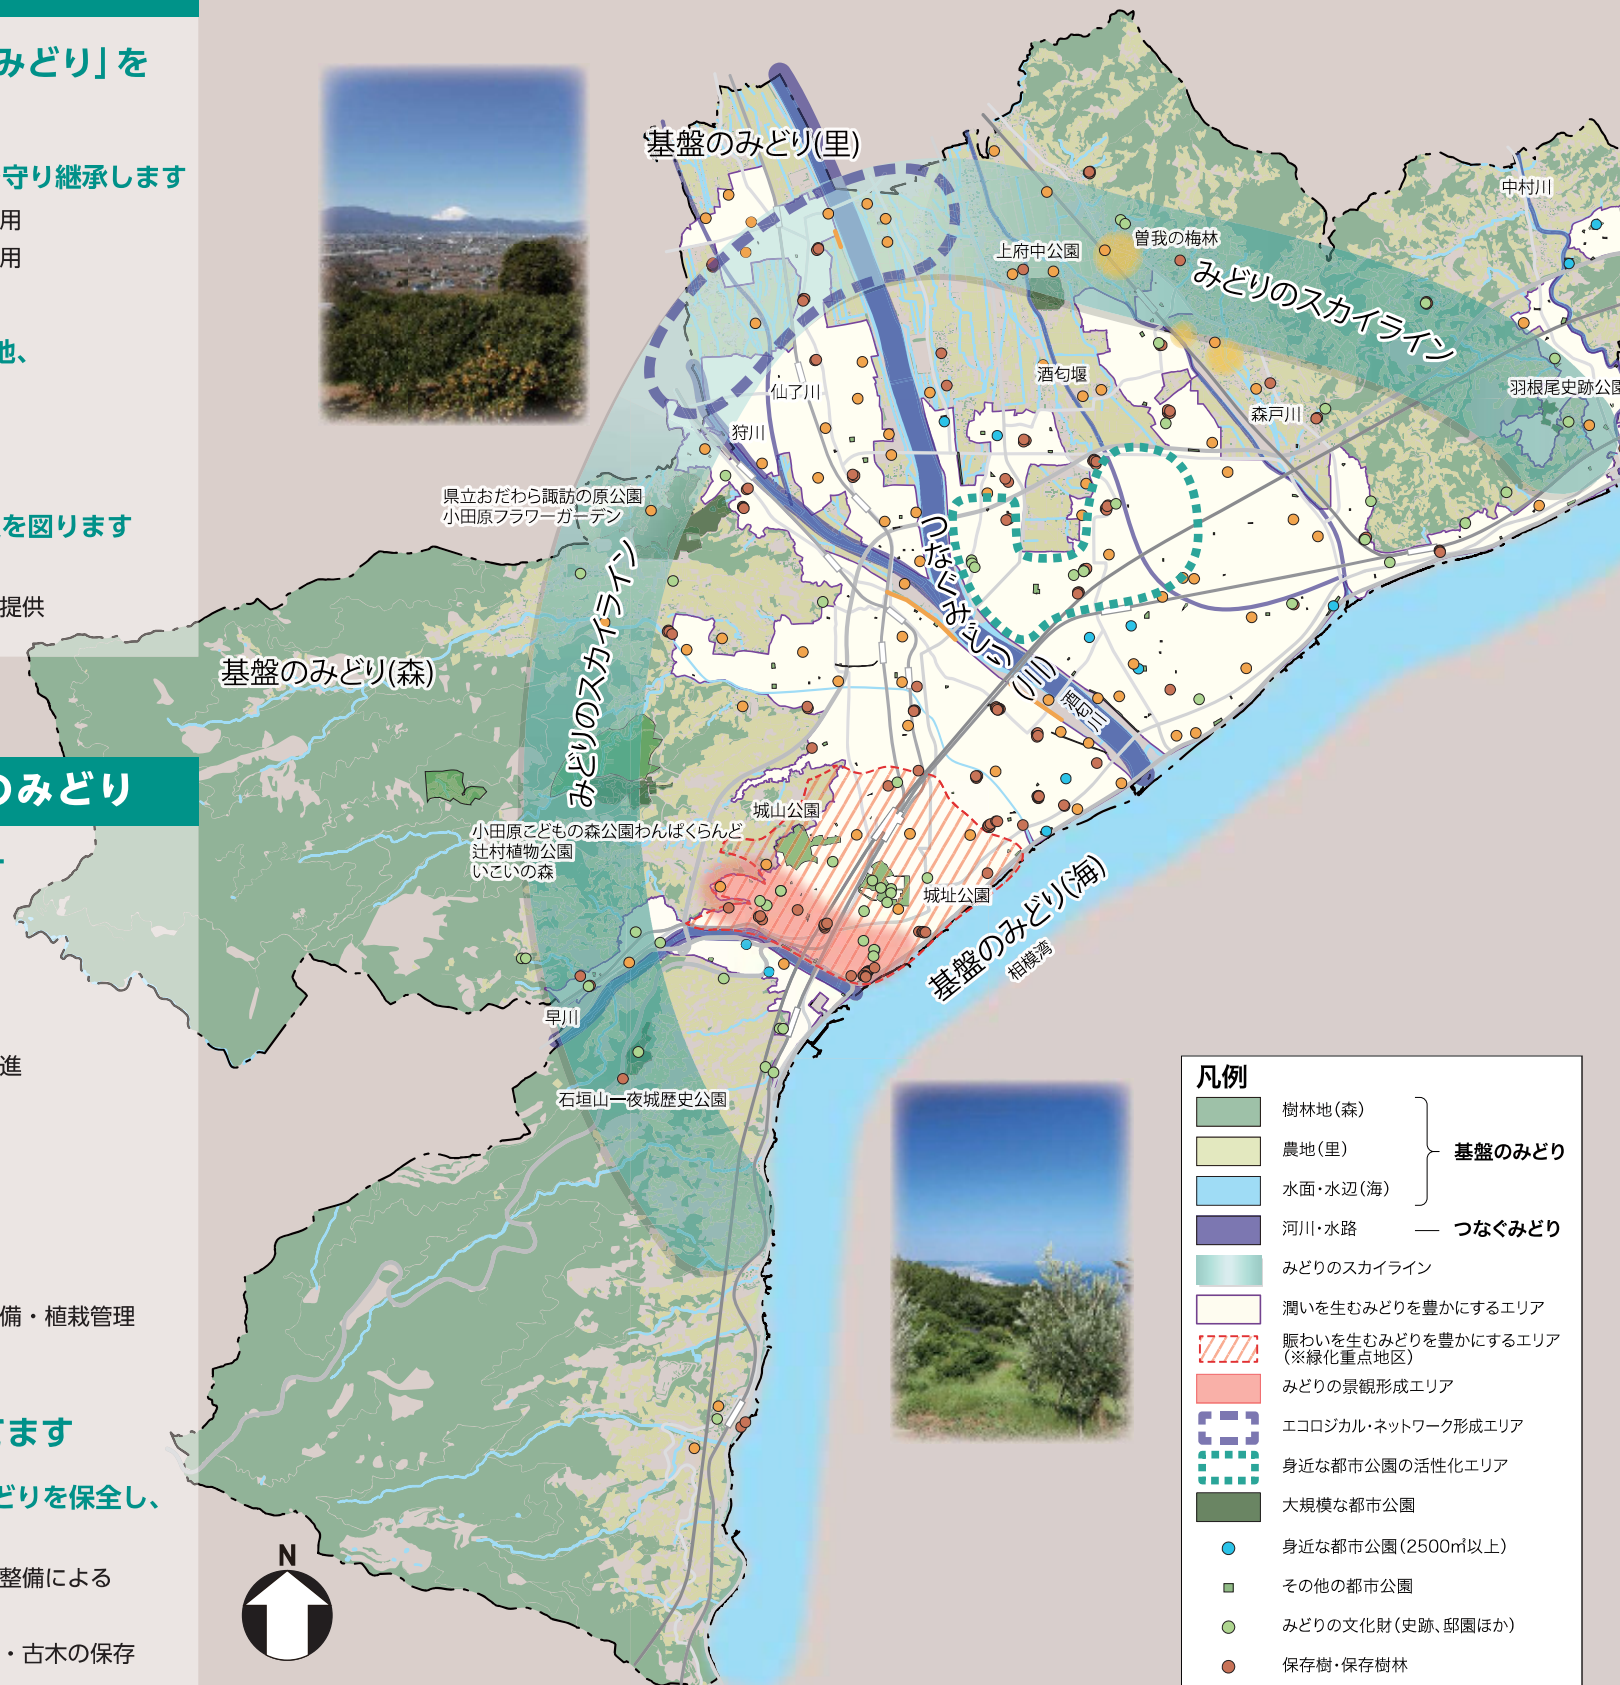 みどり」を
守り継承します
用
用
地、
を図ります
提供
のみどり
す
進
備・植栽管理
てます
どりを保全し、
整備による
・古木の保存
基盤のみどり(里)
中村川
曽我の梅林
上府中公園
みどりのスカイライン
酒匂堰
仙了川
羽根尾史跡公園
森戸川
狩川
県立おだわら諏訪の原公園
小田原フラワーガーデン
つなぐみどり(川)
みどりのスカイライン
基盤のみどり(森)
酒匂川
城山公園
小田原こどもの森公園わんぱくらんど
辻村植物公園
いこいの森
城址公園
基盤のみどり(海)
相模湾
早川
石垣山一夜城歴史公園
N
凡例
樹林地(森)
農地(里)
基盤のみどり
水面・水辺(海)
河川・水路
つなぐみどり
みどりのスカイライン
潤いを生むみどりを豊かにするエリア
賑わいを生むみどりを豊かにするエリア
(※緑化重点地区)
みどりの景観形成エリア
エコロジカル・ネットワーク形成エリア
身近な都市公園の活性化エリア
大規模な都市公園
身近な都市公園(2500㎡以上)
その他の都市公園
みどりの文化財(史跡、邸園ほか)
保存樹・保存樹林